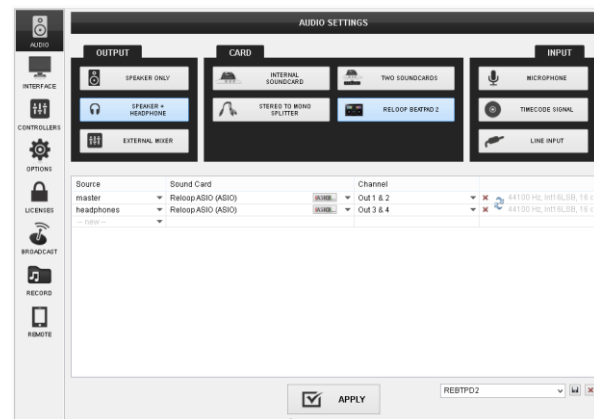 AUDIO SETTINGS
AUDIO
INTERFACE
CONTROLLERS
OPTIONS
LICENSES
BROADCAST
RECORD
REMOTE
OUTPUT
SPEAKER ONLY
SPEAKER +
HEADPHONE
EXTERNAL MIXER
CARD
INTERNAL
SOUNDCARD
TWO SOUNDCARDS
STEREO TO MONO
SPLITTER
RELOOP BEATPAD 2
INPUT
MICROPHONE
TIMECODE SIGNAL
LINE INPUT
Source Sound Card Channel
master Reloop ASIO (ASIO) Out 1 & 2 44100 Hz, Int16LSB, 16
headphones Reloop ASIO (ASIO) Out 3 & 4 44100 Hz, Int16LSB, 16
-- new --
APPLY
REBTPD2